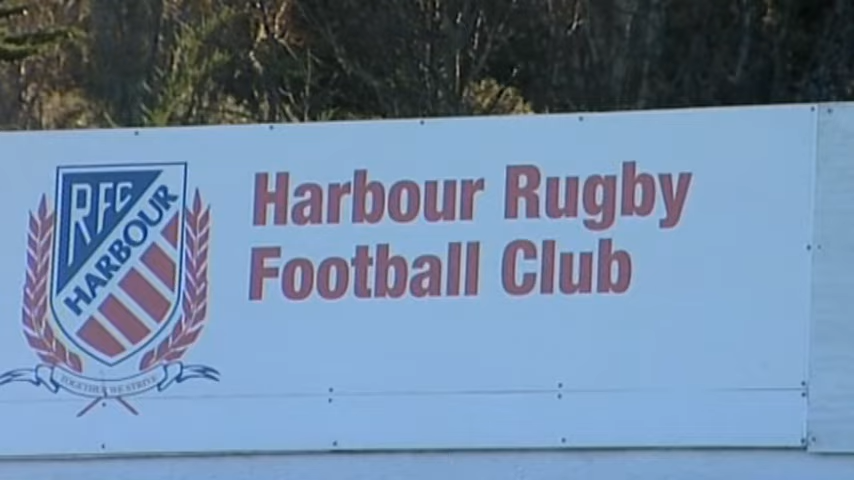 RFC
HARBOUR
TOGETHER WE STRIVE
Harbour Rugby
Football Club